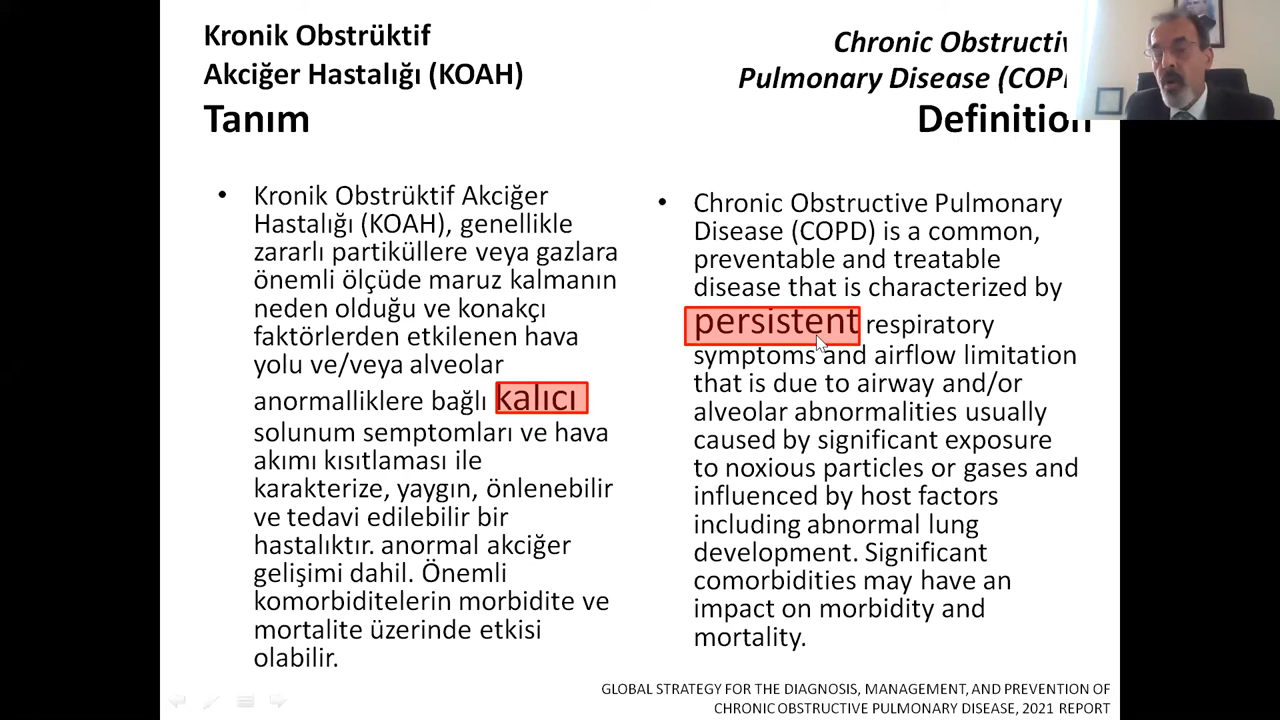 Kronik Obstrüktif
Akciğer Hastalığı (KOAH)
Tanım
Chronic Obstructiv
Pulmonary Disease (COP
Definition
• Kronik Obstrüktif Akciğer
Hastalığı (KOAH), genellikle
zararlı partiküllere veya gazlara
önemli ölçüde maruz kalmanın
neden olduğu ve konakçı
faktörlerden etkilenen hava
yolu ve/veya alveolar
anormalliklere bağlı kalıcı
solunum semptomları ve hava
akımı kısıtlaması ile
karakterize, yaygın, önlenebilir
ve tedavi edilebilir bir
hastalıktır. anormal akciğer
gelişimi dahil. Önemli
komorbiditelerin morbidite ve
mortalite üzerinde etkisi
olabilir.
• Chronic Obstructive Pulmonary
Disease (COPD) is a common,
preventable and treatable
disease that is characterized by
persistent respiratory
symptoms and airflow limitation
that is due to airway and/or
alveolar abnormalities usually
caused by significant exposure
to noxious particles or gases and
influenced by host factors
including abnormal lung
development. Significant
comorbidities may have an
impact on morbidity and
mortality.
GLOBAL STRATEGY FOR THE DIAGNOSIS, MANAGEMENT, AND PREVENTION OF
CHRONIC OBSTRUCTIVE PULMONARY DISEASE, 2021 REPORT